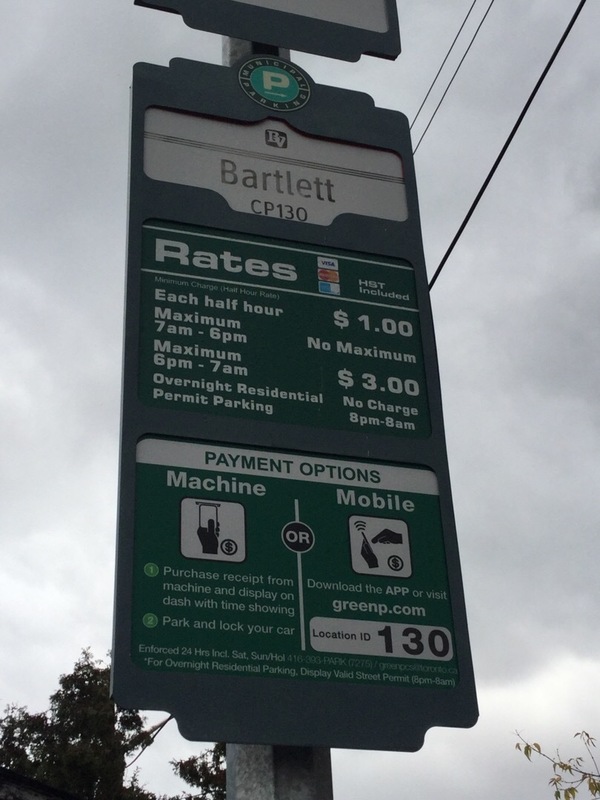 MUNICIPAL
P
PARKING
BV
Bartlett
CP130
Rates
VISA
HST
Included
Minimum Charge (Half Hour Rate)
Each half hour $1.00
Maximum
7am - 6pm No Maximum
Maximum
6pm - 7am $3.00
Overnight Residential No Charge
Permit Parking 8pm-8am
PAYMENT OPTIONS
Machine
$
1 Purchase receipt from
machine and display on
dash with time showing
2 Park and lock your car
OR
Mobile
$
Download the APP or visit
greenp.com
Location ID 130
Enforced 24 Hrs Incl. Sat, Sun/Hol 416-393-PARK (7275) / greenpcs@toronto.ca
*For Overnight Residential Parking, Display Valid Street Permit (8pm-8am)